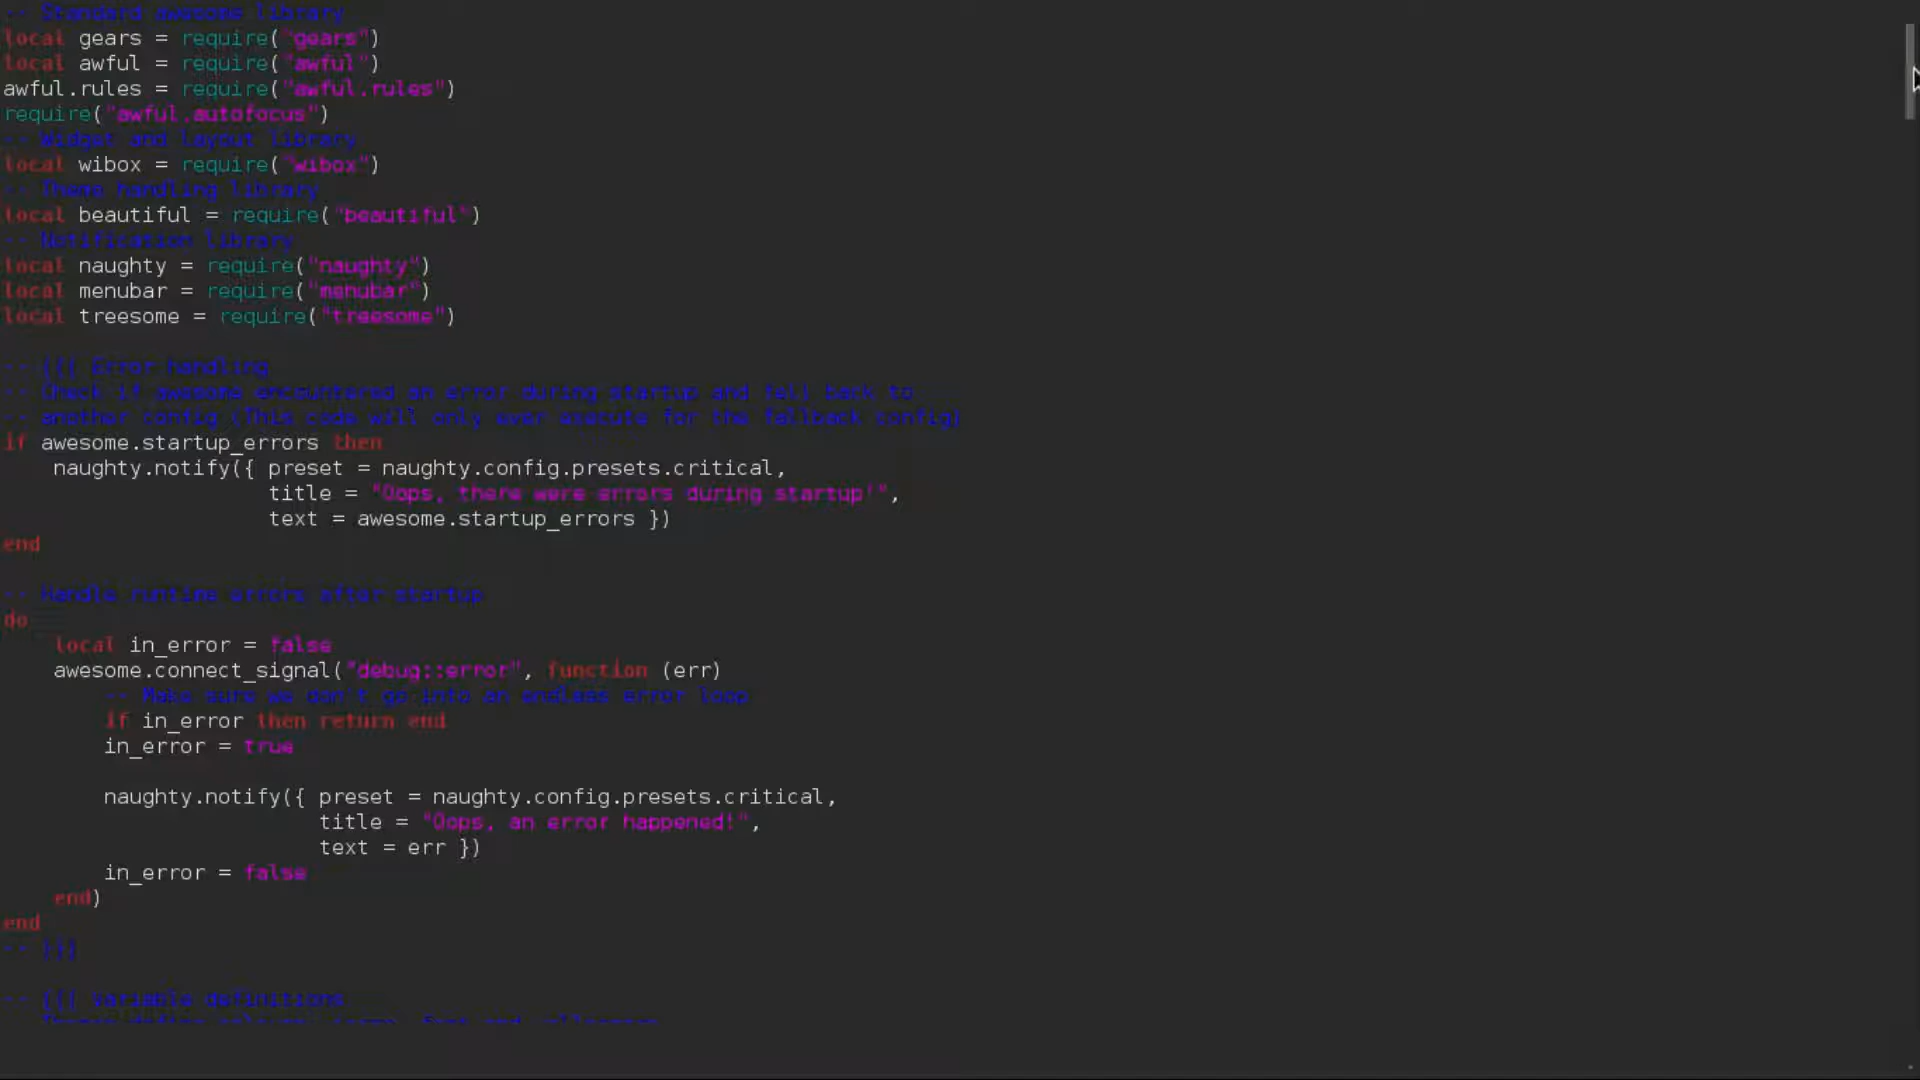 -- Standard awesome library
local gears = require("gears")
local awful = require("awful")
awful.rules = require("awful.rules")
require("awful.autofocus")
-- Widget and layout library
local wibox = require("wibox")
-- Theme handling library
local beautiful = require("beautiful")
-- Notification library
local naughty = require("naughty")
local menubar = require("menubar")
local treesome = require("treesome")

-- {{{ Error handling
-- Check if awesome encountered an error during startup and fell back to
-- another config (This code will only ever execute for the fallback config)
if awesome.startup_errors then
    naughty.notify({ preset = naughty.config.presets.critical,
                     title = "Oops, there were errors during startup!",
                     text = awesome.startup_errors })
end

-- Handle runtime errors after startup
do
    local in_error = false
    awesome.connect_signal("debug::error", function (err)
        -- Make sure we don't go into an endless error loop
        if in_error then return end
        in_error = true

        naughty.notify({ preset = naughty.config.presets.critical,
                         title = "Oops, an error happened!",
                         text = err })
        in_error = false
    end)
end
-- }}}

-- {{{ Variable definitions